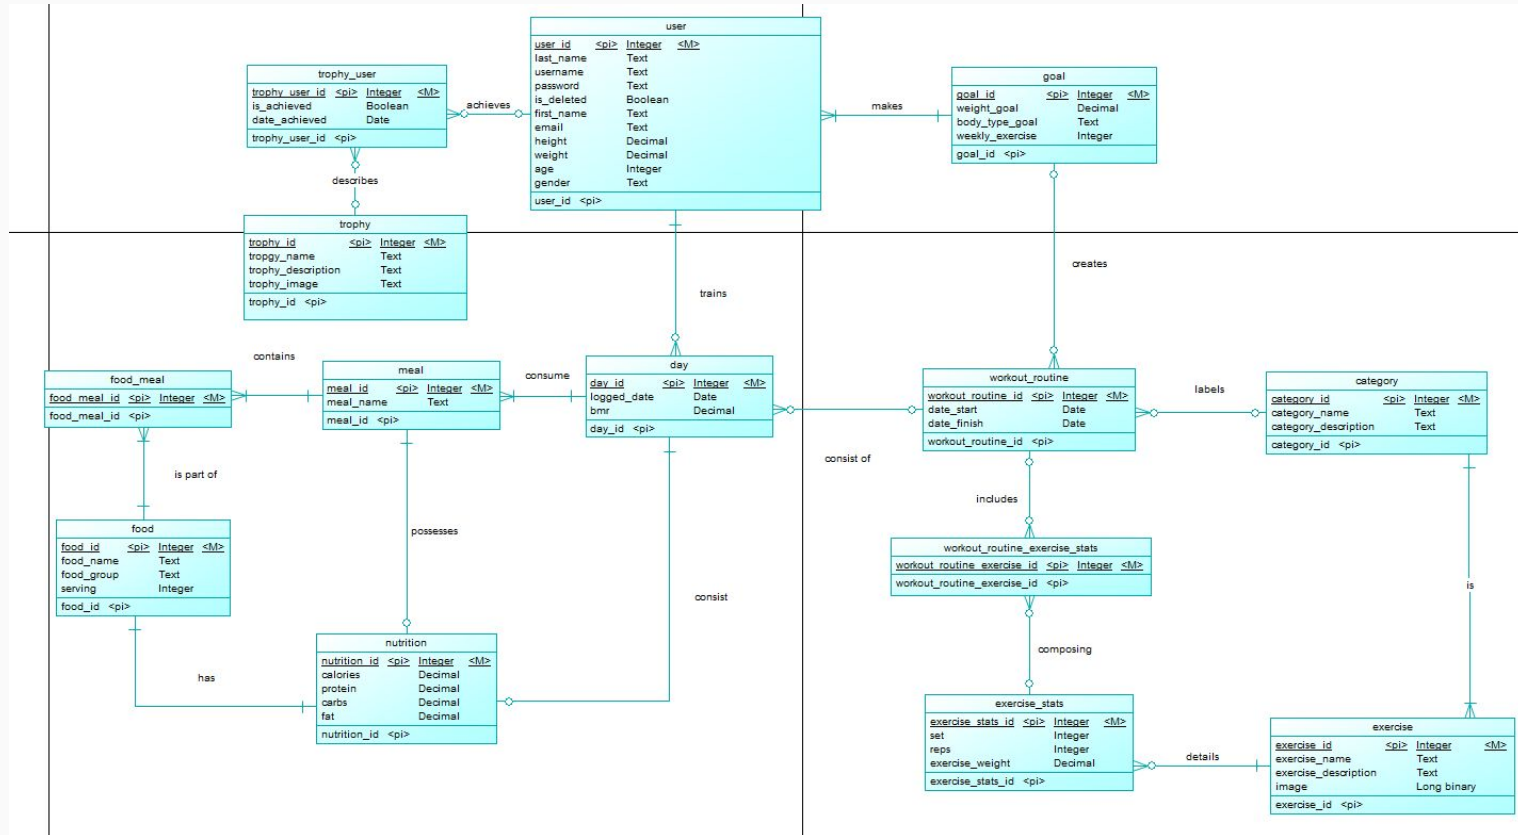 user
user_id <pi> Integer <M>
last_name Text
username Text
password Text
is_deleted Boolean
first_name Text
email Text
height Decimal
weight Decimal
age Integer
gender Text
user_id <pi>
trophy_user
trophy_user_id <pi> Integer <M>
is_achieved Boolean
date_achieved Date
trophy_user_id <pi>
achieves
makes
goal
goal_id <pi> Integer <M>
weight_goal Decimal
body_type_goal Text
weekly_exercise Integer
goal_id <pi>
describes
trophy
trophy_id <pi> Integer <M>
tropgy_name Text
trophy_description Text
trophy_image Text
trophy_id <pi>
trains
creates
contains
food_meal
food_meal_id <pi> Integer <M>
food_meal_id <pi>
meal
meal_id <pi> Integer <M>
meal_name Text
meal_id <pi>
consume
day
day_id <pi> Integer <M>
logged_date Date
bmr Decimal
day_id <pi>
consist of
workout_routine
workout_routine_id <pi> Integer <M>
date_start Date
date_finish Date
workout_routine_id <pi>
labels
category
category_id <pi> Integer <M>
category_name Text
category_description Text
category_id <pi>
is part of
possesses
includes
food
food_id <pi> Integer <M>
food_name Text
food_group Text
serving Integer
food_id <pi>
workout_routine_exercise_stats
workout_routine_exercise_id <pi> Integer <M>
workout_routine_exercise_id <pi>
consist
is
has
nutrition
nutrition_id <pi> Integer <M>
calories Decimal
protein Decimal
carbs Decimal
fat Decimal
nutrition_id <pi>
composing
exercise_stats
exercise_stats_id <pi> Integer <M>
set Integer
reps Integer
exercise_weight Decimal
exercise_stats_id <pi>
details
exercise
exercise_id <pi> Integer <M>
exercise_name Text
exercise_description Text
image Long binary
exercise_id <pi>